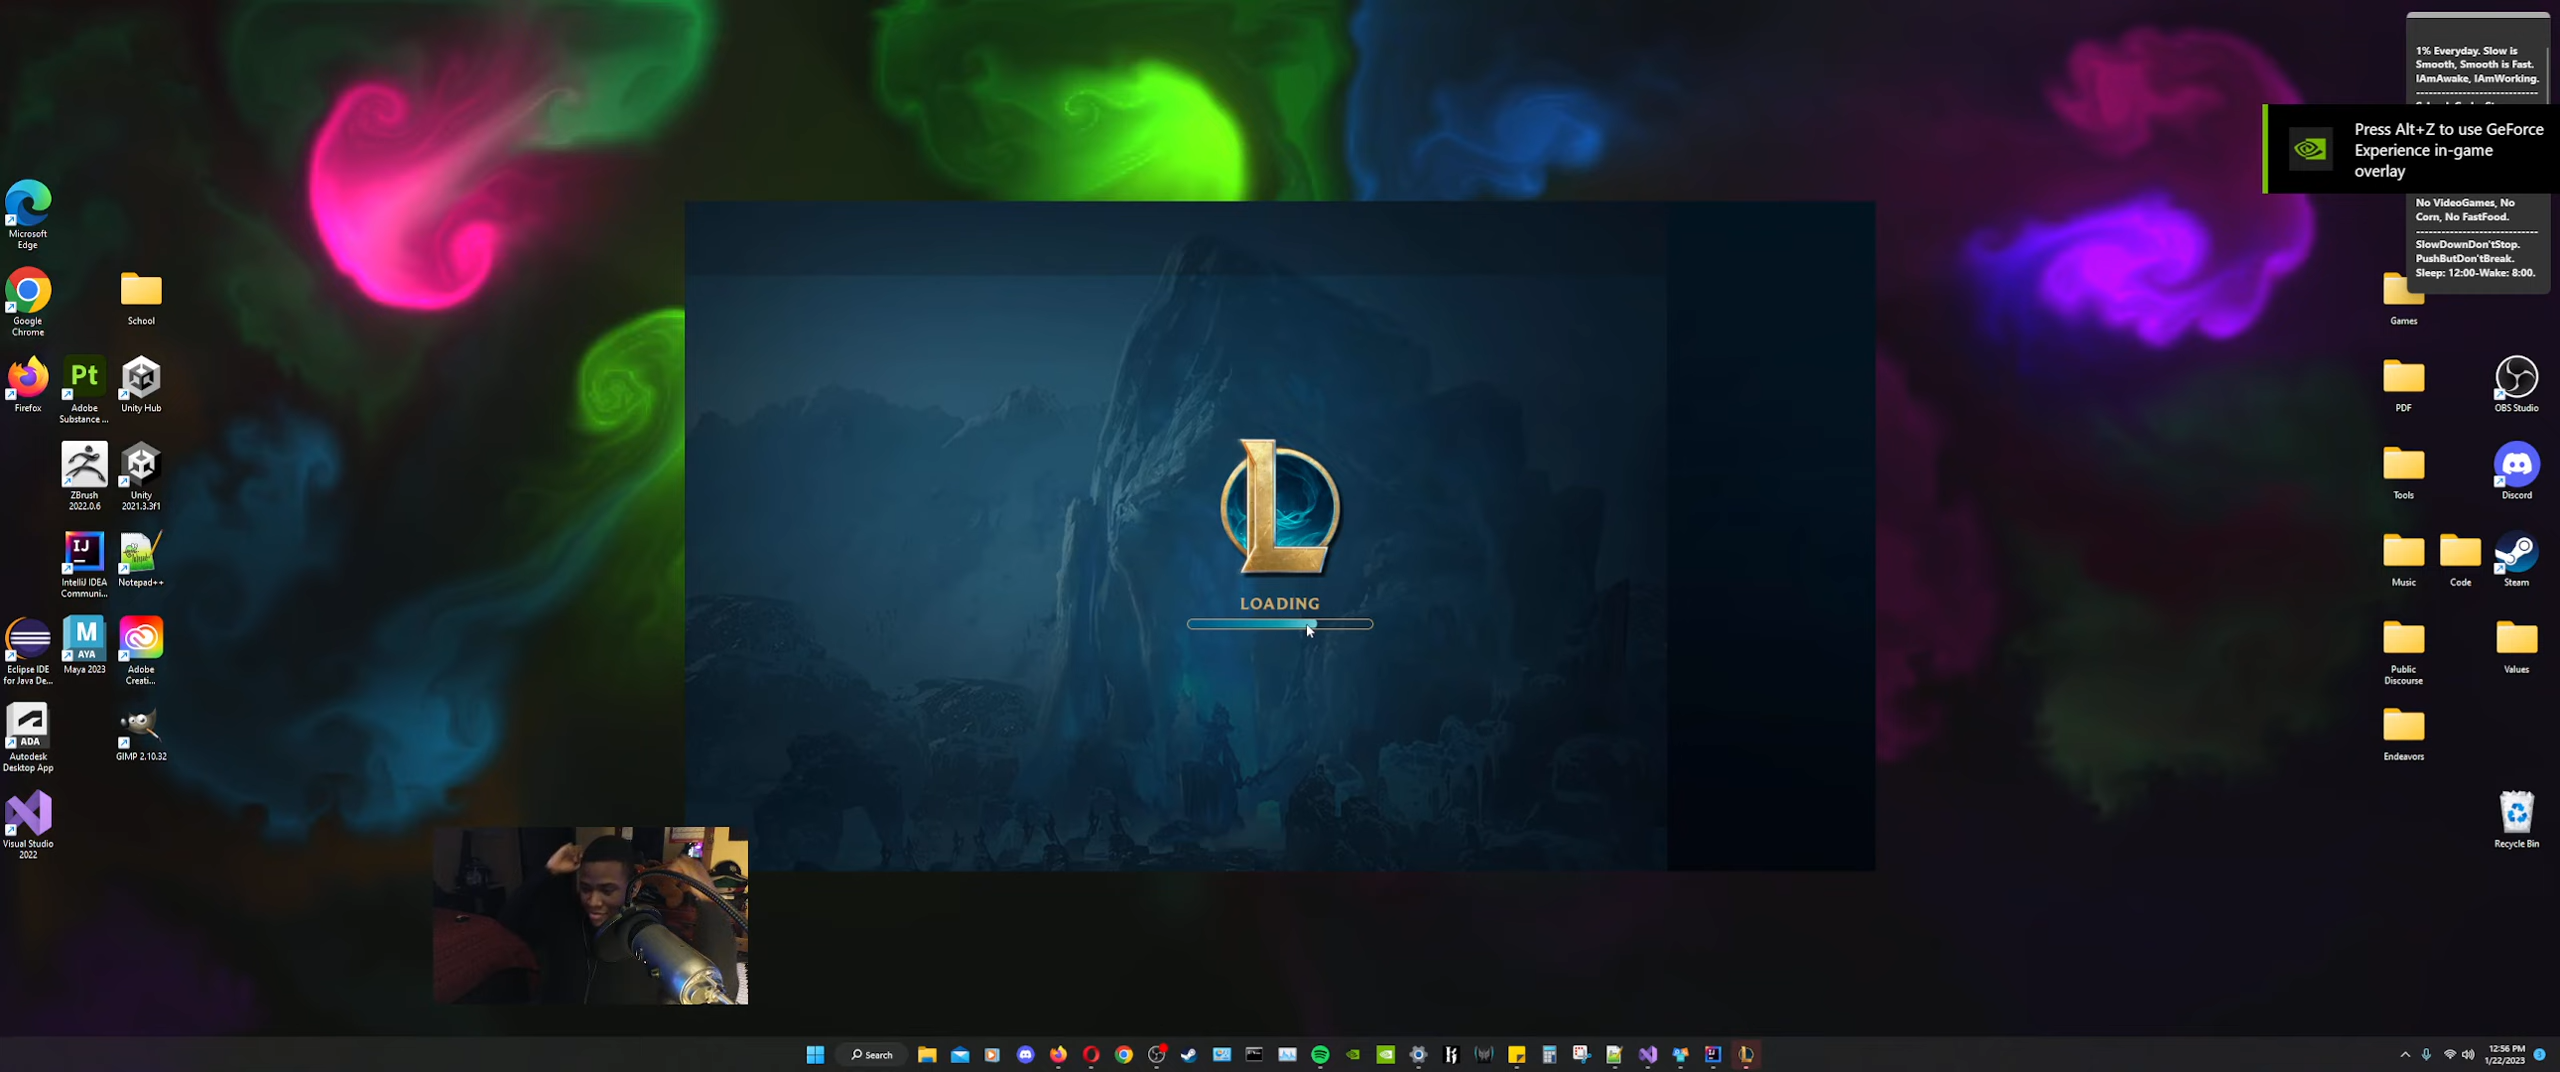 1% Everyday. Slow is
Smooth, Smooth is Fast.
IAmAwake, IAmWorking.
Press Alt+Z to use GeForce
Experience in-game
overlay
No VideoGames, No
Corn, No FastFood.
SlowDownDon'tStop.
PushButDon'tBreak.
Sleep: 12:00-Wake: 8:00.
Microsoft
Edge
Google
Chrome
School
Firefox
Pt
Adobe
Substance ...
Unity Hub
ZBrush
2022.0.6
Unity
2021.3.3f1
IJ
IntelliJ IDEA
Communi...
Notepad++
Eclipse IDE
for Java De...
M
AYA
Maya 2023
Adobe
Creati...
ADA
Autodesk
Desktop App
GIMP 2.10.32
Visual Studio
2022
LOADING
Games
PDF
OBS Studio
Tools
Discord
Music
Code
Steam
Public
Discourse
Values
Endeavors
Recycle Bin
Search
12:56 PM
1/22/2023